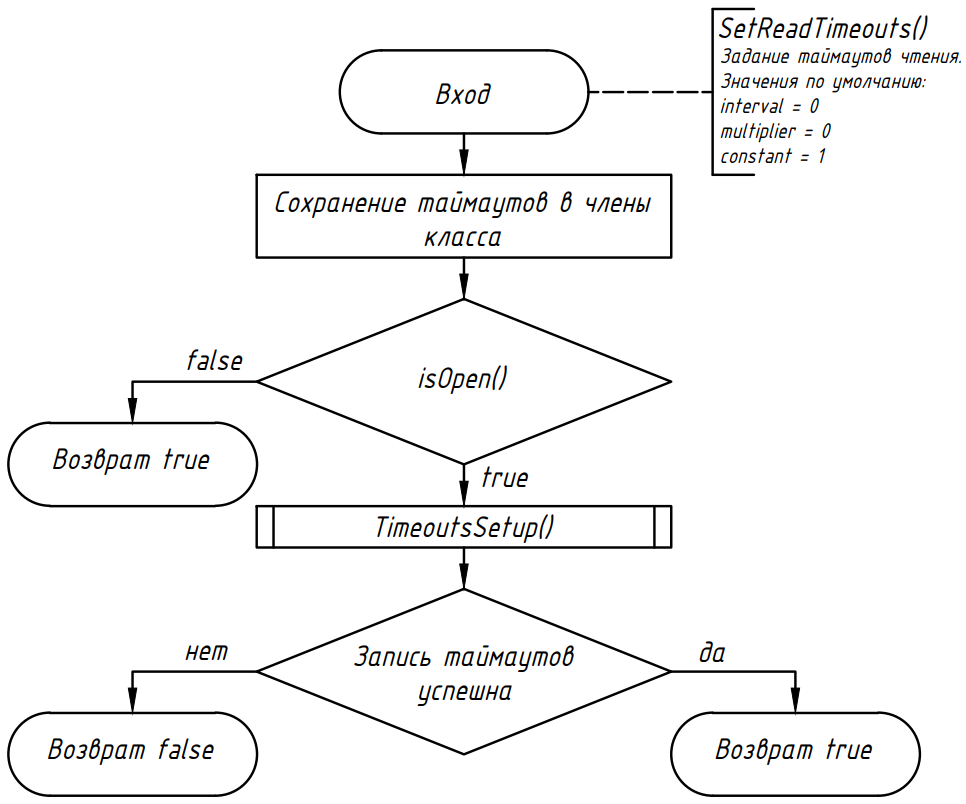 SetReadTimeouts()
Задание таймаутов чтения.
Значения по умолчанию:
interval = 0
multiplier = 0
constant = 1
Вход
Сохранение таймаутов в члены
класса
isOpen()
false
Возврат true
true
TimeoutsSetup()
Запись таймаутов
успешна
нет
да
Возврат false
Возврат true